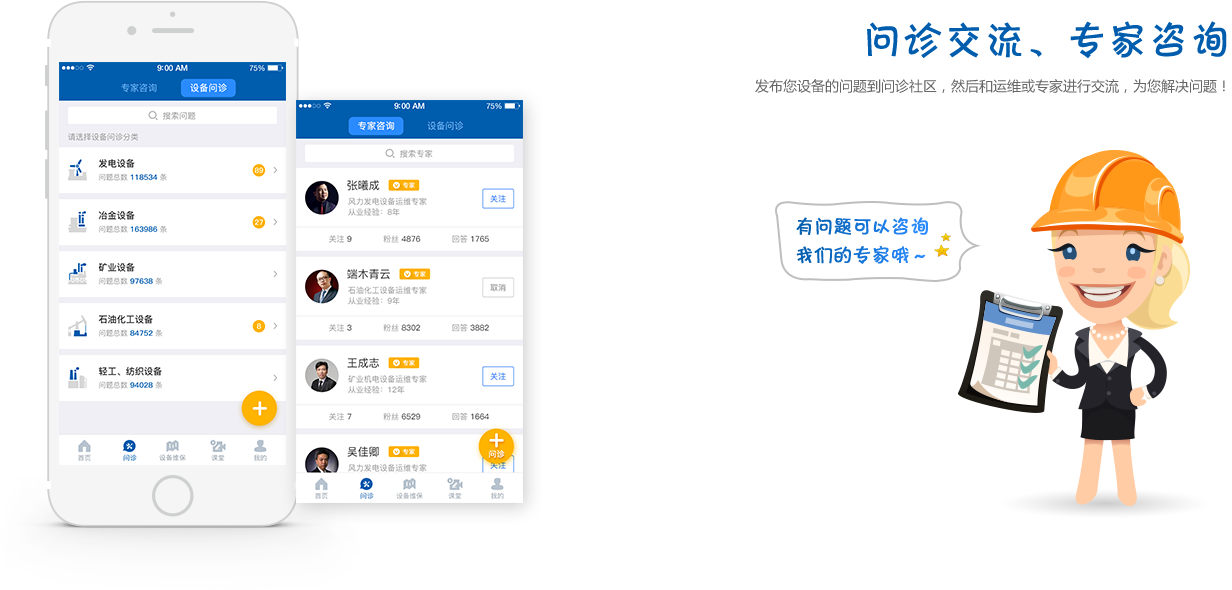 问诊交流、专家咨询
发布您设备的问题到问诊社区，然后和运维或专家进行交流，为您解决问题！
有问题可以咨询
我们的专家哦~
9:00 AM 75%
专家咨询 设备问诊
搜索问题
请选择设备问诊分类
发电设备
问题总数 118534 条
89
冶金设备
问题总数 163986 条
27
矿业设备
问题总数 97638 条
石油化工设备
问题总数 84752 条
8
轻工、纺织设备
问题总数 94028 条
首页 问诊 设备维保 课堂 我的
9:00 AM 75%
专家咨询 设备问诊
搜索专家
张曦成 专家
风力发电设备运维专家
从业经验：8年
关注
关注 9 粉丝 4876 回答 1765
端木青云 专家
石油化工设备运维专家
从业经验：9年
取消
关注 3 粉丝 8302 回答 3882
王成志 专家
矿业机电设备运维专家
从业经验：12年
关注
关注 7 粉丝 6529 回答 1664
吴佳卿 专家
风力发电设备运维专家
问诊
关注
首页 问诊 设备维保 课堂 我的